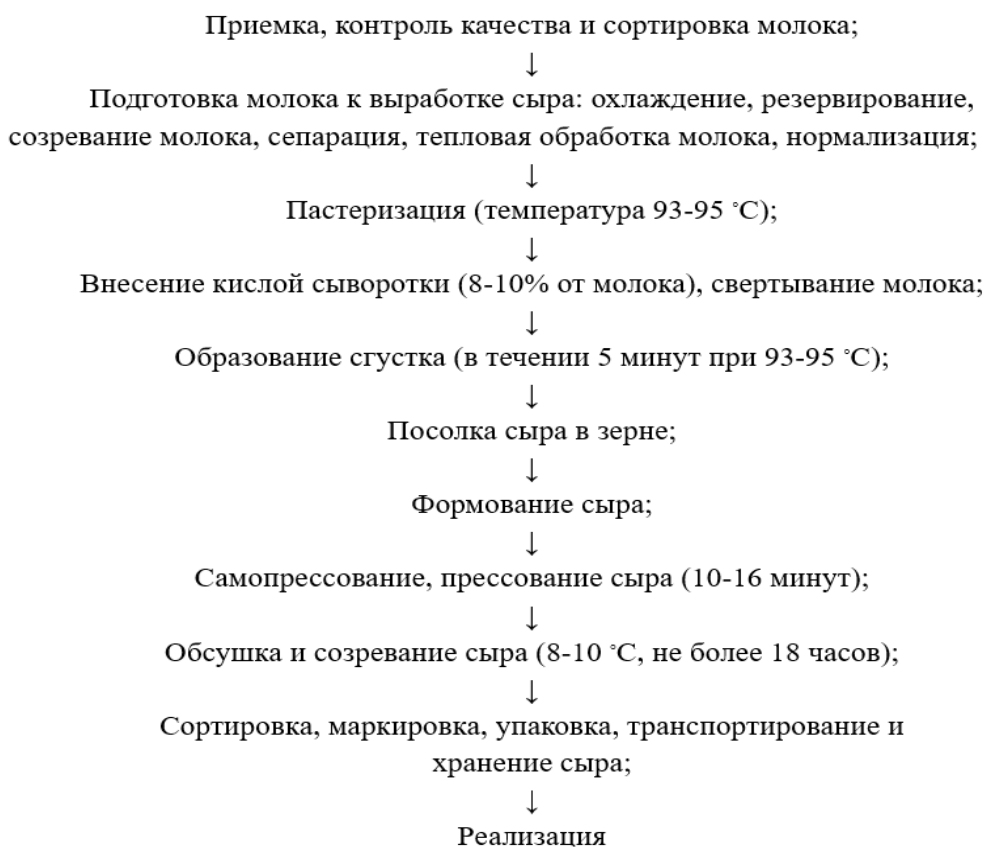 Приемка, контроль качества и сортировка молока;
↓
Подготовка молока к выработке сыра: охлаждение, резервирование,
созревание молока, сепарация, тепловая обработка молока, нормализация;
↓
Пастеризация (температура 93-95 ˚С);
↓
Внесение кислой сыворотки (8-10% от молока), свертывание молока;
↓
Образование сгустка (в течении 5 минут при 93-95 ˚С);
↓
Посолка сыра в зерне;
↓
Формование сыра;
↓
Самопрессование, прессование сыра (10-16 минут);
↓
Обсушка и созревание сыра (8-10 ˚С, не более 18 часов);
↓
Сортировка, маркировка, упаковка, транспортирование и
хранение сыра;
↓
Реализация